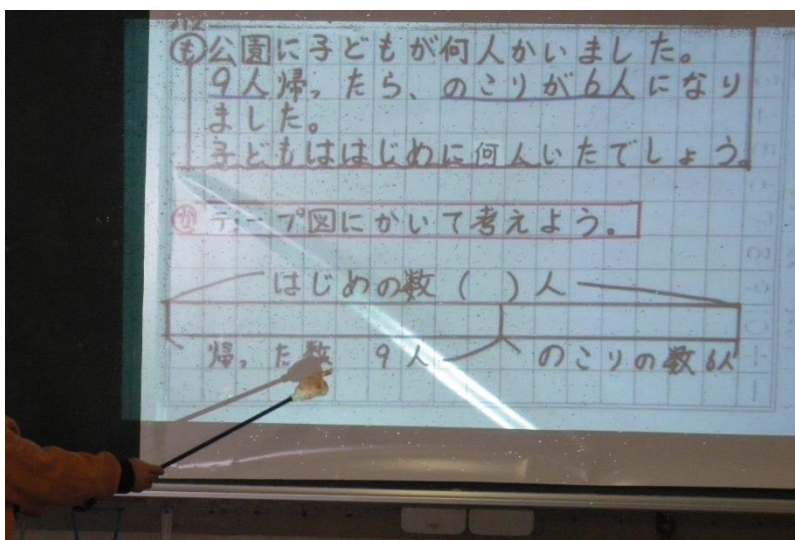 も 公園に子どもが何人かいました。
9人帰ったら、のこりが6人になり
ました。
子どもははじめに何人いたでしょう。
テープ図にかいて考えよう。
はじめの数( )人
帰った数 9人 のこりの数6人